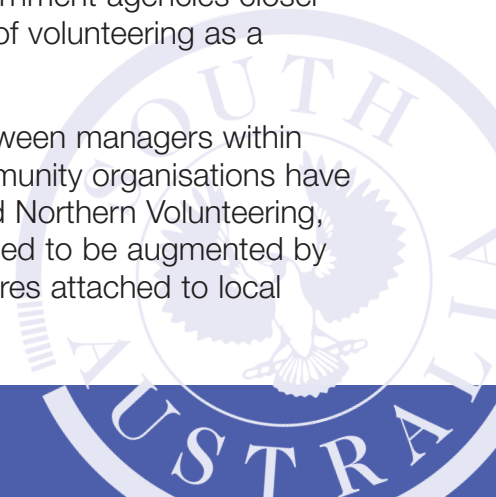 ernment agencies closer
of volunteering as a
ween managers within
munity organisations have
d Northern Volunteering,
ed to be augmented by
res attached to local
SOUTH
AUSTRALIA